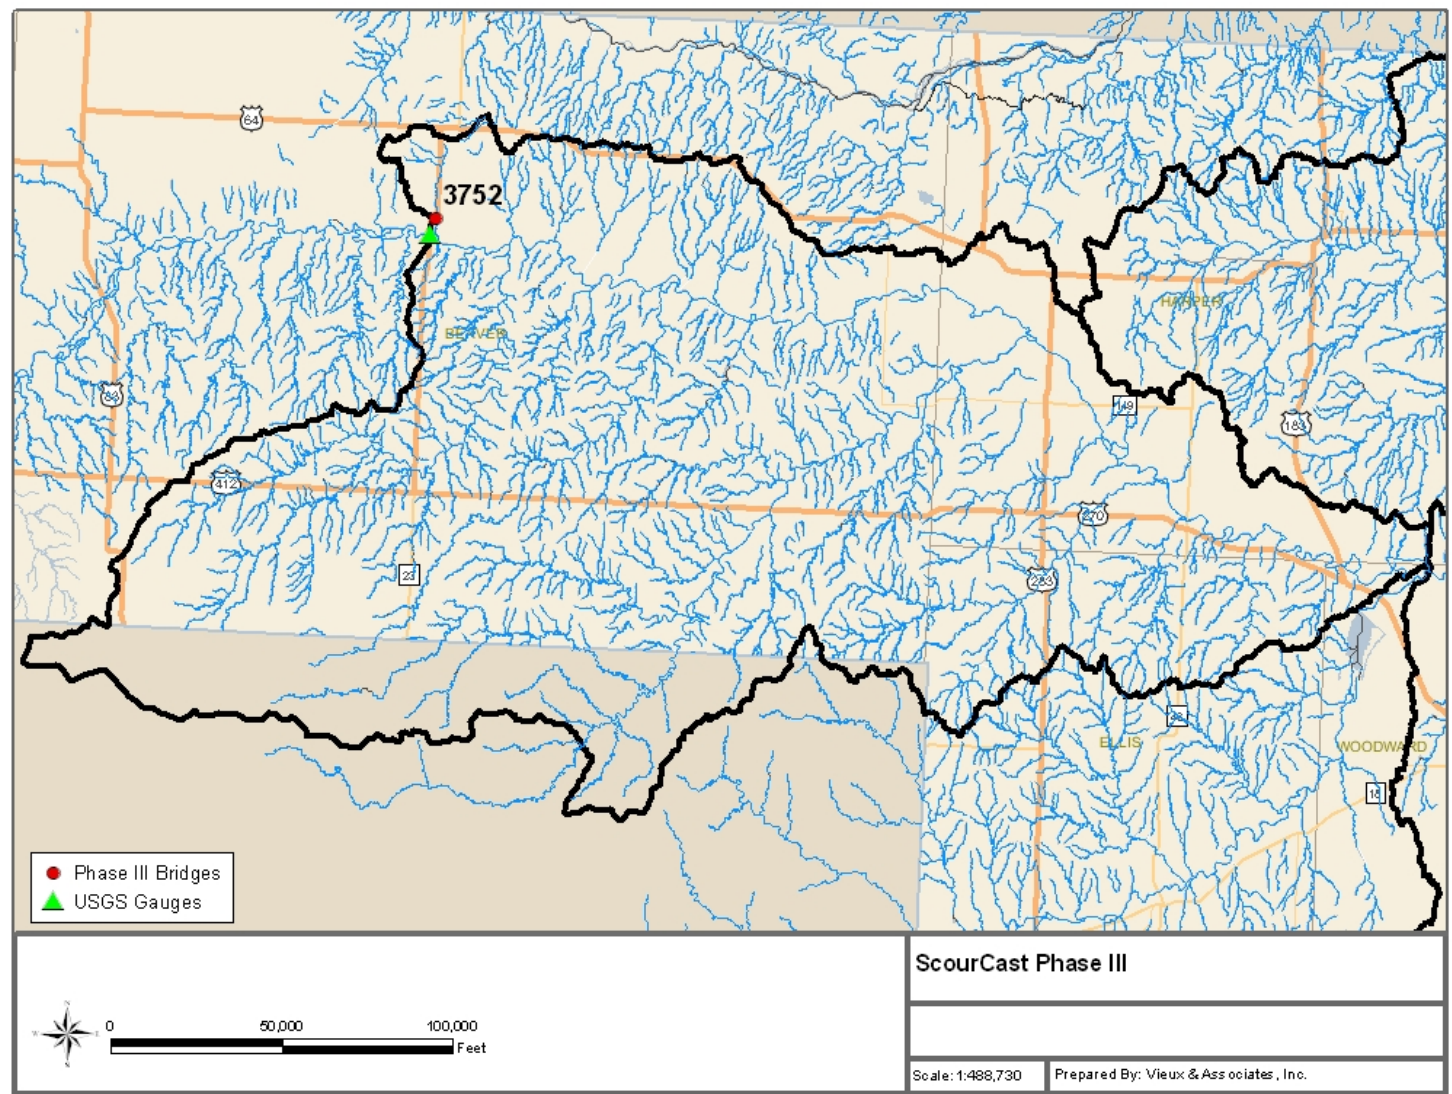 64
3752
HARPER
BEAVER
83
149
183
412
270
23
283
ELLIS
WOODWARD
Phase III Bridges
USGS Gauges
ScourCast Phase III
N
W
E
S
0 50,000 100,000
Feet
Scale: 1:488,730
Prepared By: Vieux & Associates, Inc.